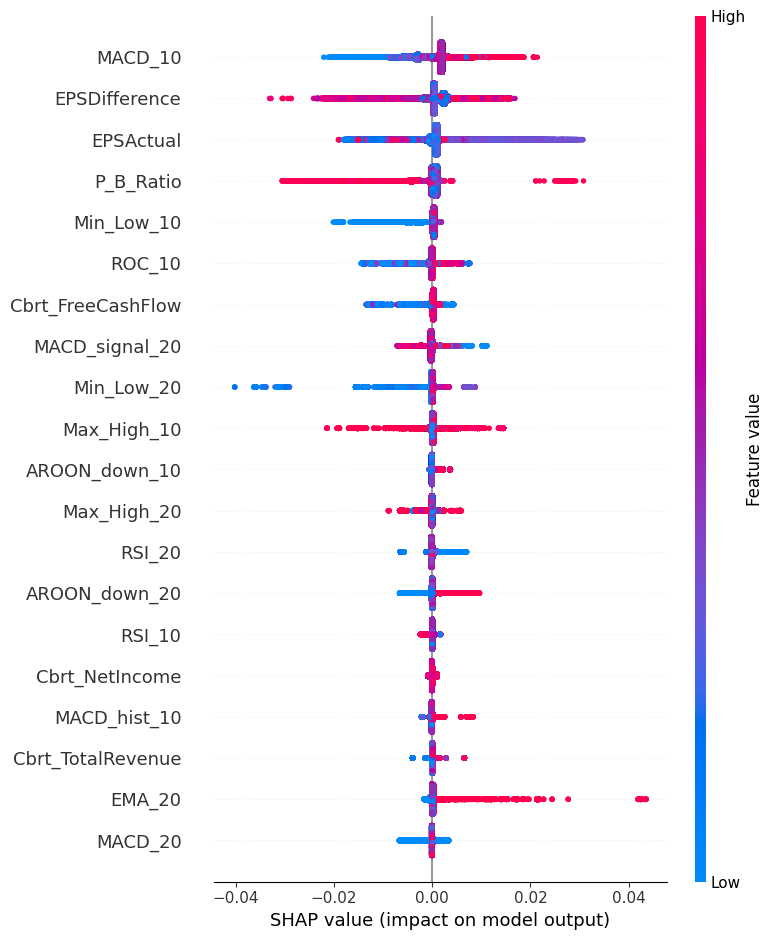 High
MACD_10
EPSDifference
EPSActual
P_B_Ratio
Min_Low_10
ROC_10
Cbrt_FreeCashFlow
MACD_signal_20
Min_Low_20
Max_High_10
AROON_down_10
Max_High_20
RSI_20
AROON_down_20
RSI_10
Cbrt_NetIncome
MACD_hist_10
Cbrt_TotalRevenue
EMA_20
MACD_20
Feature value
Low
−0.04 −0.02 0.00 0.02 0.04
SHAP value (impact on model output)